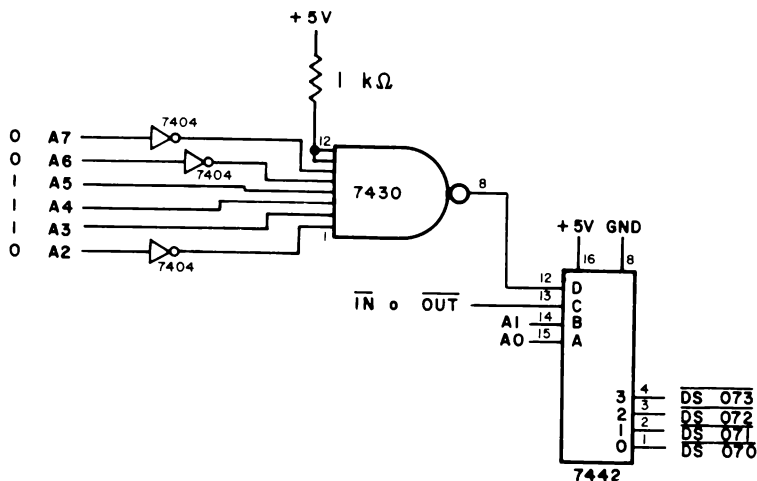 +5V
1 kΩ
7404
0 A7
12
0 A6
7404
1 A5
7430
8
1 A4
1 A3
1
0 A2
7404
+5V GND
16 8
12 D
IN o OUT 13 C
A1 14 B
A0 15 A
3 4 DS 073
2 3 DS 072
1 2 DS 071
0 1 DS 070
7442